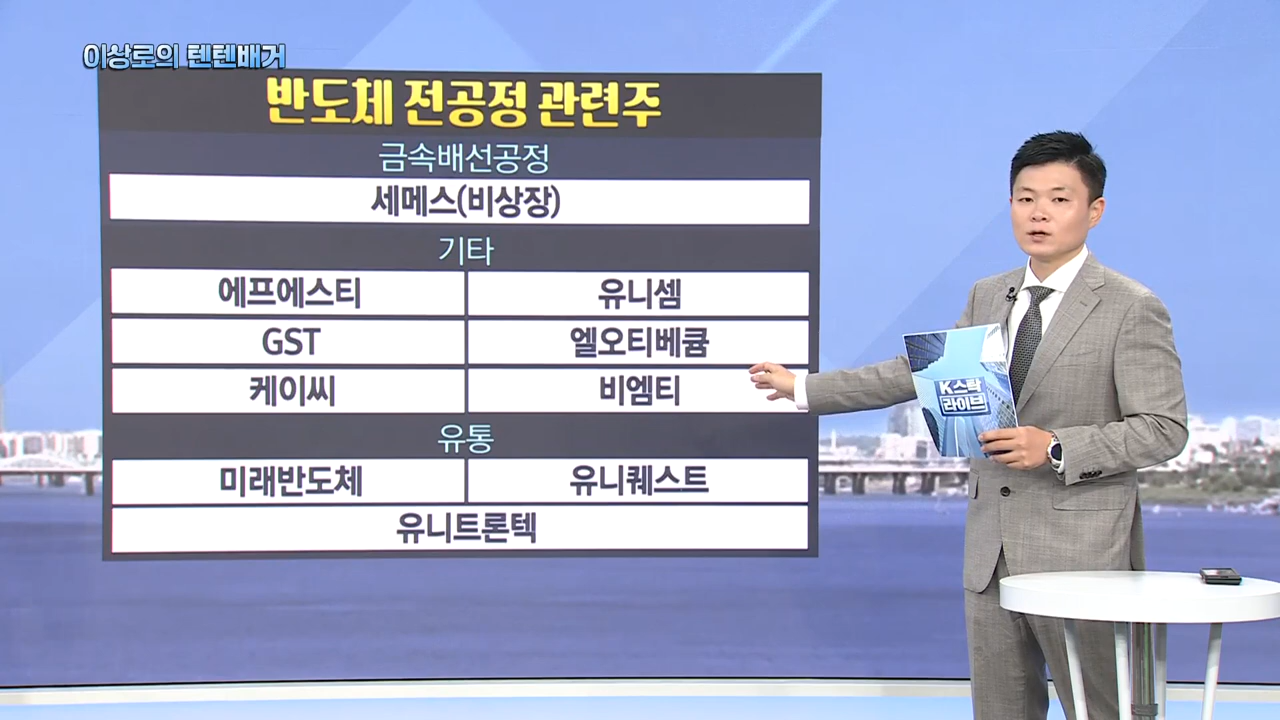 이상로의 텐텐배거
반도체 전공정 관련주
금속배선공정
세메스(비상장)
기타
에프에스티 유니셈
GST 엘오티베큠
케이씨 비엠티
유통
미래반도체 유니퀘스트
유니트론텍
K스탁
라이브